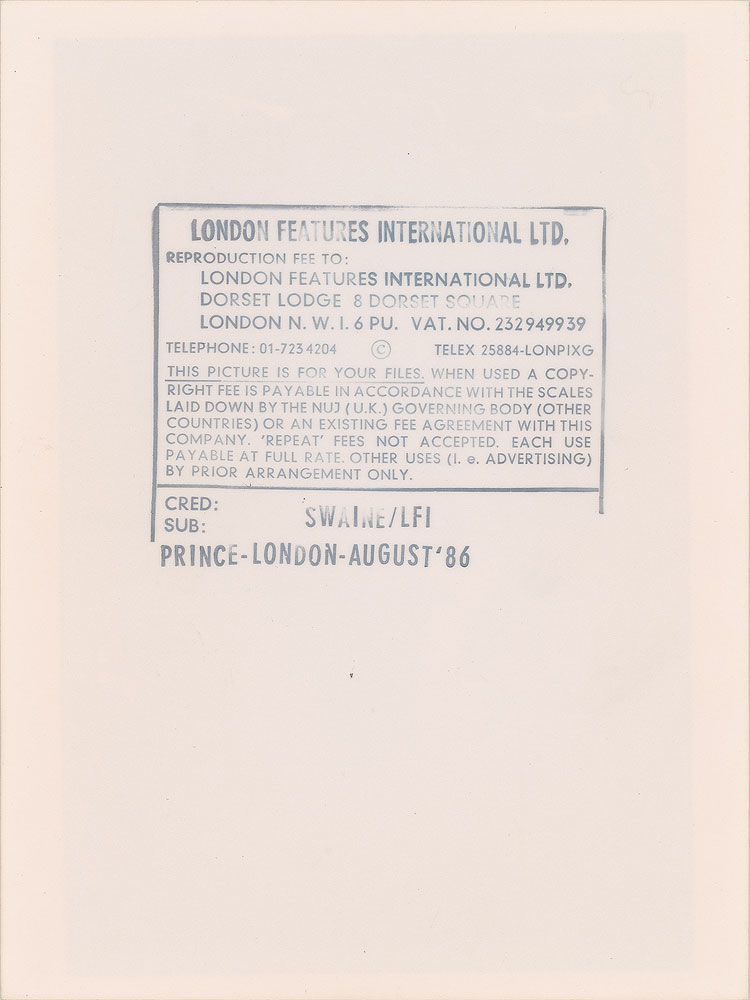 LONDON FEATURES INTERNATIONAL LTD.
REPRODUCTION FEE TO:
LONDON FEATURES INTERNATIONAL LTD.
DORSET LODGE 8 DORSET SQUARE
LONDON N. W. I. 6 PU. VAT. NO. 232949939
TELEPHONE: 01-723 4204 © TELEX 25884-LONPIXG
THIS PICTURE IS FOR YOUR FILES. WHEN USED A COPY-
RIGHT FEE IS PAYABLE IN ACCORDANCE WITH THE SCALES
LAID DOWN BY THE NUJ (U.K.) GOVERNING BODY (OTHER
COUNTRIES) OR AN EXISTING FEE AGREEMENT WITH THIS
COMPANY. 'REPEAT' FEES NOT ACCEPTED. EACH USE
PAYABLE AT FULL RATE. OTHER USES (I. e. ADVERTISING)
BY PRIOR ARRANGEMENT ONLY.
CRED:
SUB: SWAINE/LFI
PRINCE-LONDON-AUGUST'86